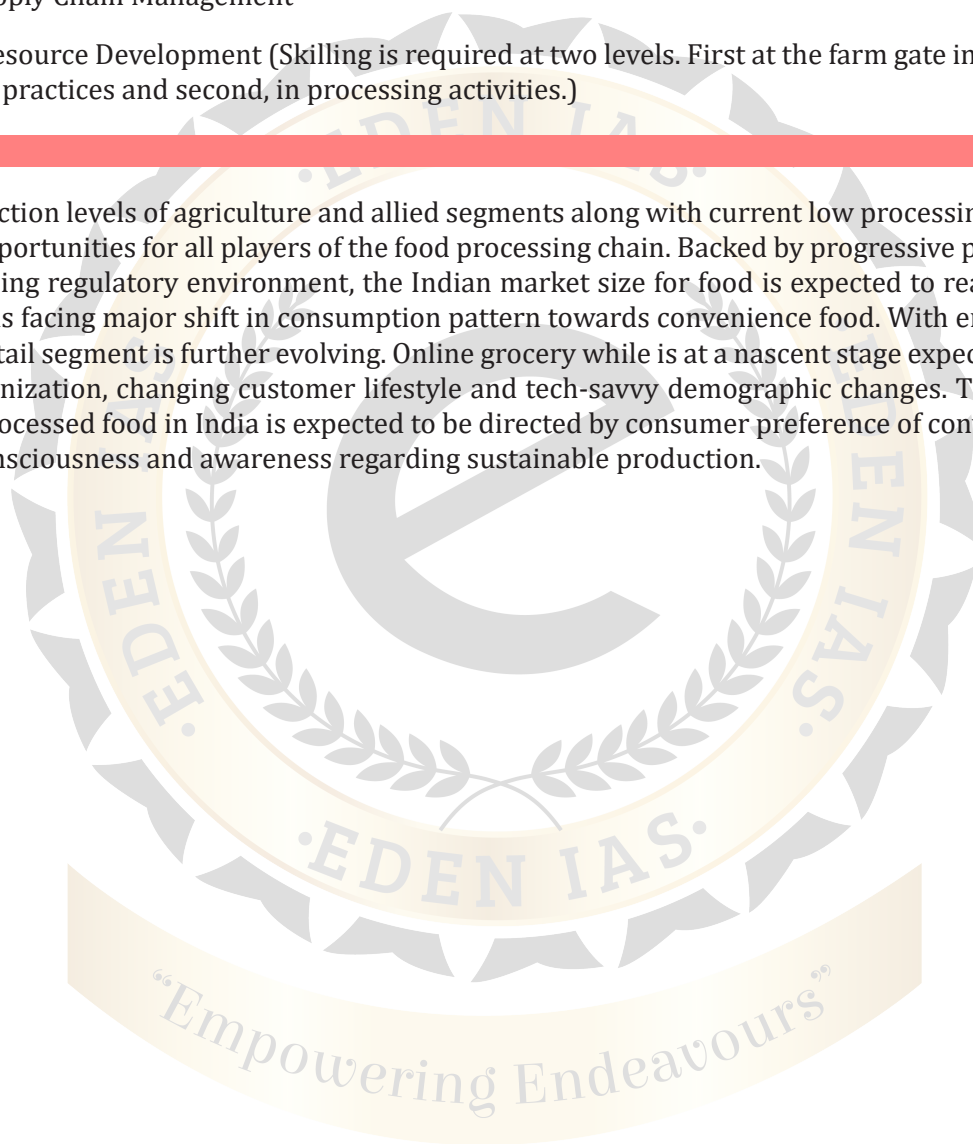 pply Chain Management
esource Development (Skilling is required at two levels. First at the farm gate in
practices and second, in processing activities.)
ction levels of agriculture and allied segments along with current low processin
portunities for all players of the food processing chain. Backed by progressive p
ing regulatory environment, the Indian market size for food is expected to rea
s facing major shift in consumption pattern towards convenience food. With e
tail segment is further evolving. Online grocery while is at a nascent stage expec
nization, changing customer lifestyle and tech-savvy demographic changes. T
ocessed food in India is expected to be directed by consumer preference of con
nsciousness and awareness regarding sustainable production.
·EDEN IAS·
·EDEN IAS
EDEN IAS·
·EDEN IAS·
“Empowering Endeavours”